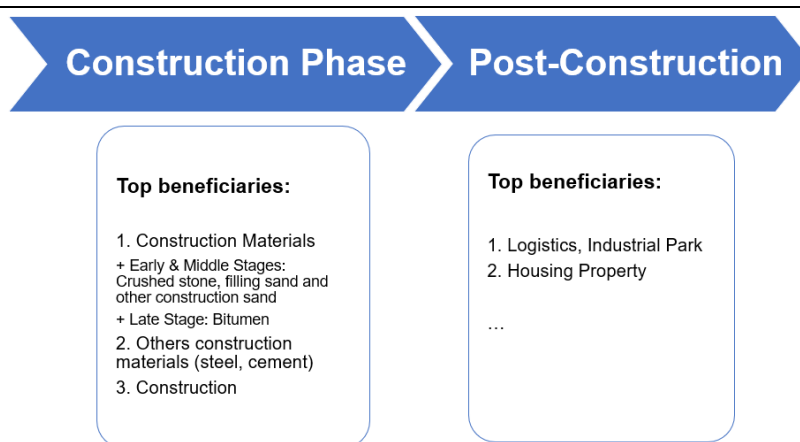 Construction Phase
Post-Construction
Top beneficiaries:
1. Construction Materials
+ Early & Middle Stages:
Crushed stone, filling sand and
other construction sand
+ Late Stage: Bitumen
2. Others construction
materials (steel, cement)
3. Construction
Top beneficiaries:
1. Logistics, Industrial Park
2. Housing Property
…